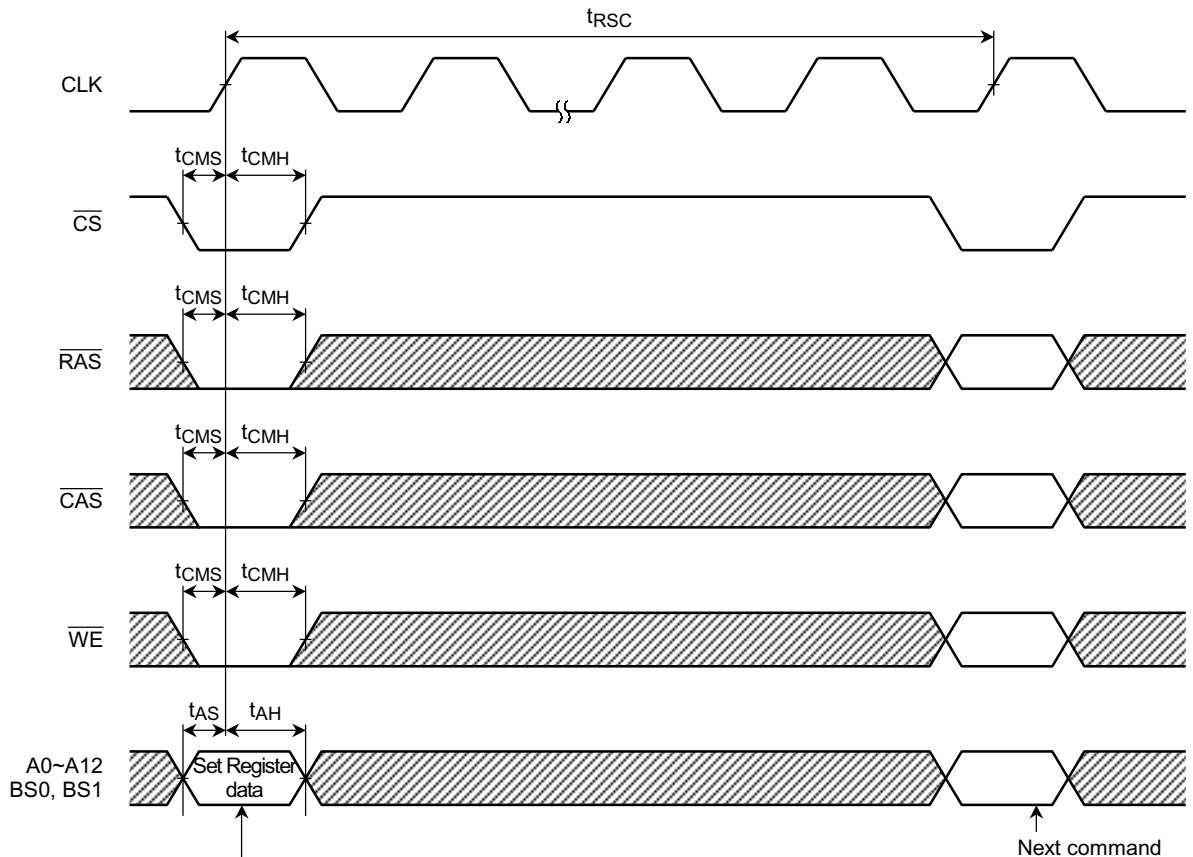 tRSC
CLK
tCMS tCMH
CS
tCMS tCMH
RAS
tCMS tCMH
CAS
tCMS tCMH
WE
tAS tAH
A0~A12
BS0, BS1
Set Register
data
Next command